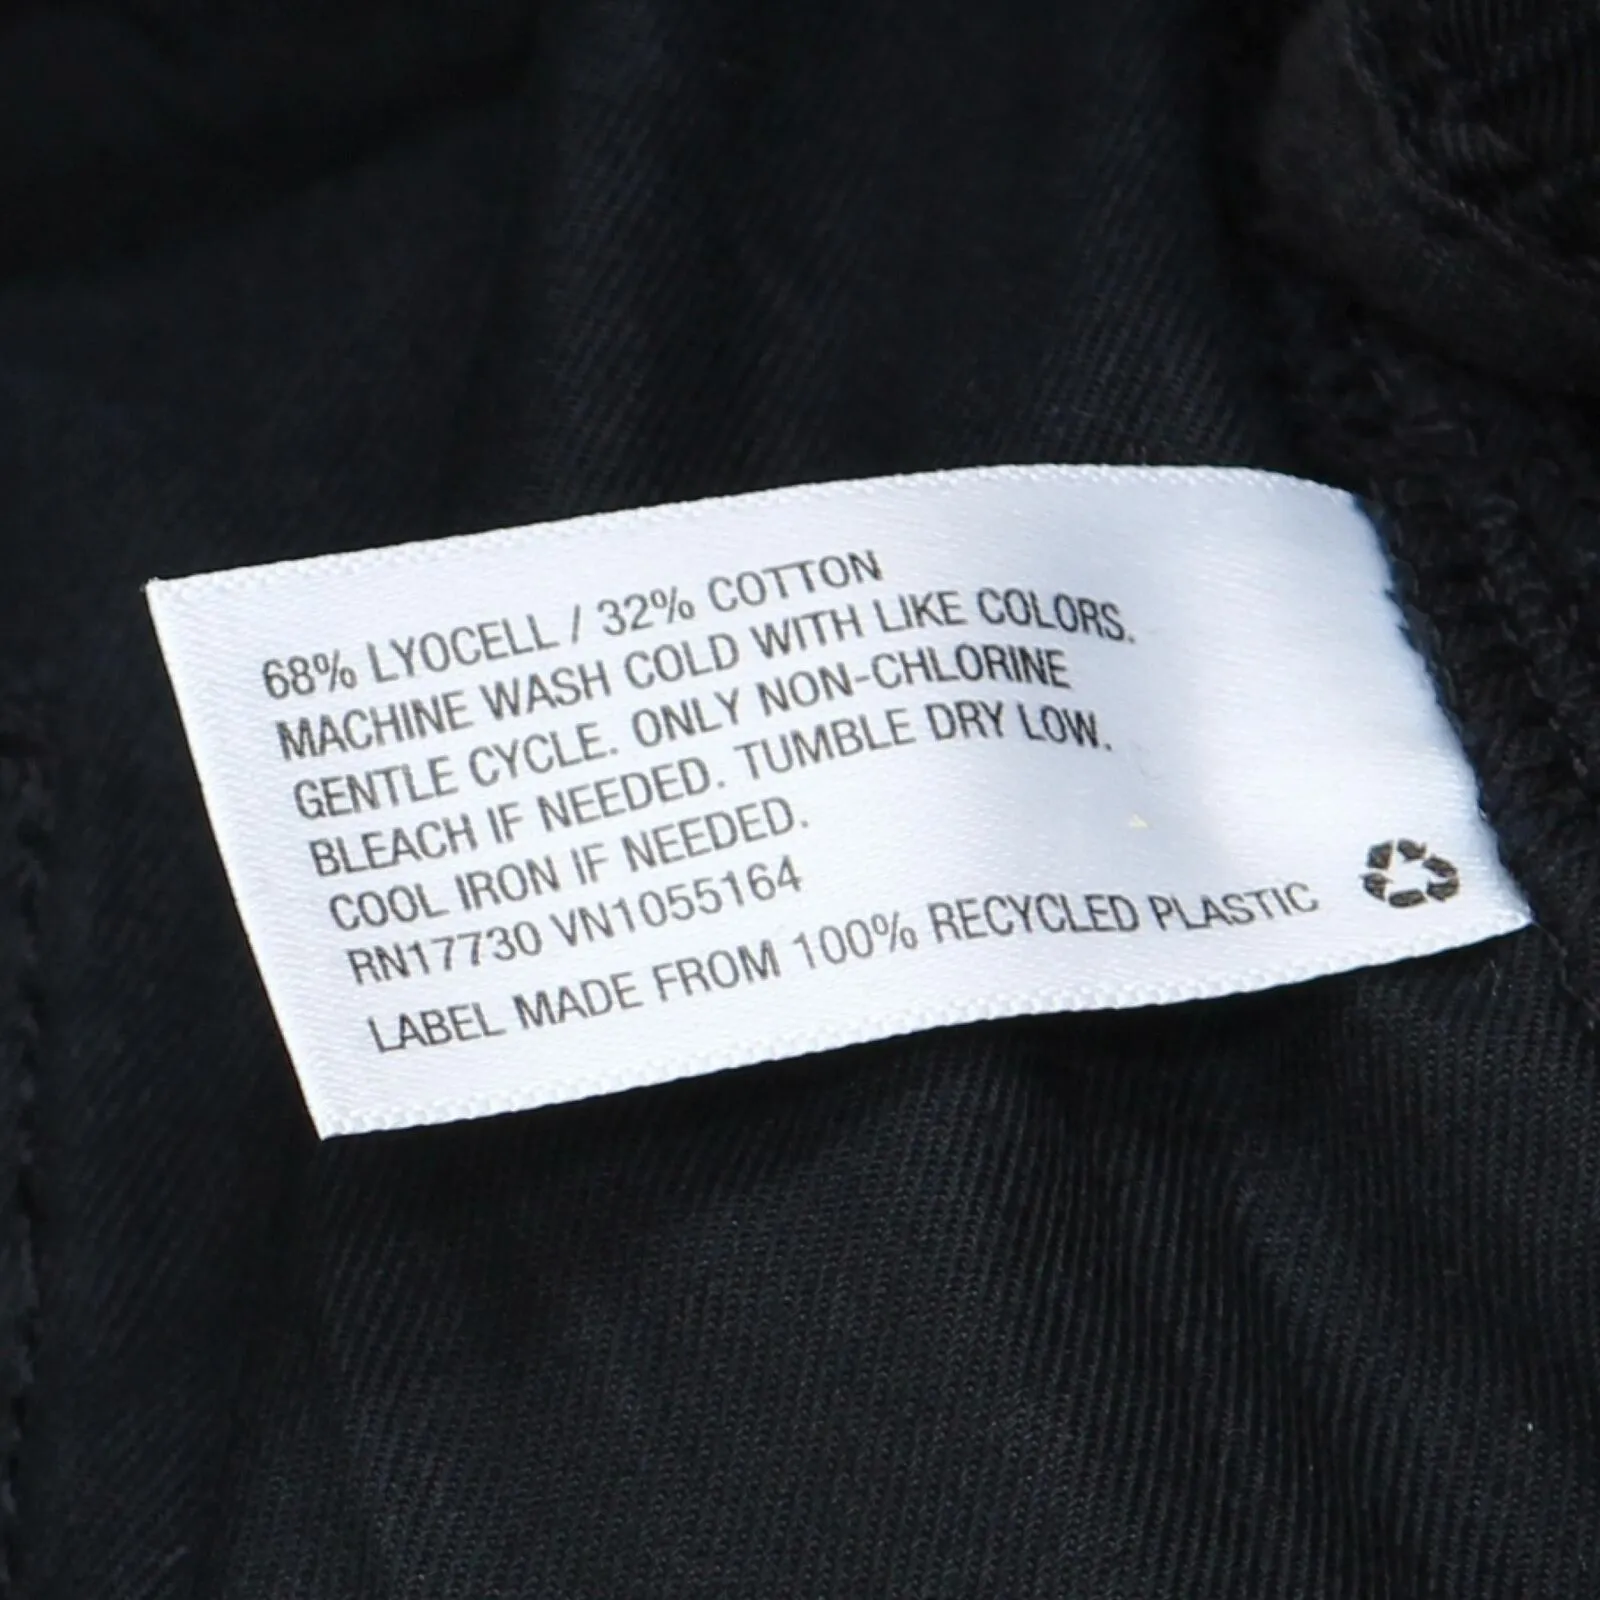 68% LYOCELL / 32% COTTON
MACHINE WASH COLD WITH LIKE COLORS.
GENTLE CYCLE. ONLY NON-CHLORINE
BLEACH IF NEEDED. TUMBLE DRY LOW.
COOL IRON IF NEEDED.
RN17730 VN1055164
LABEL MADE FROM 100% RECYCLED PLASTIC